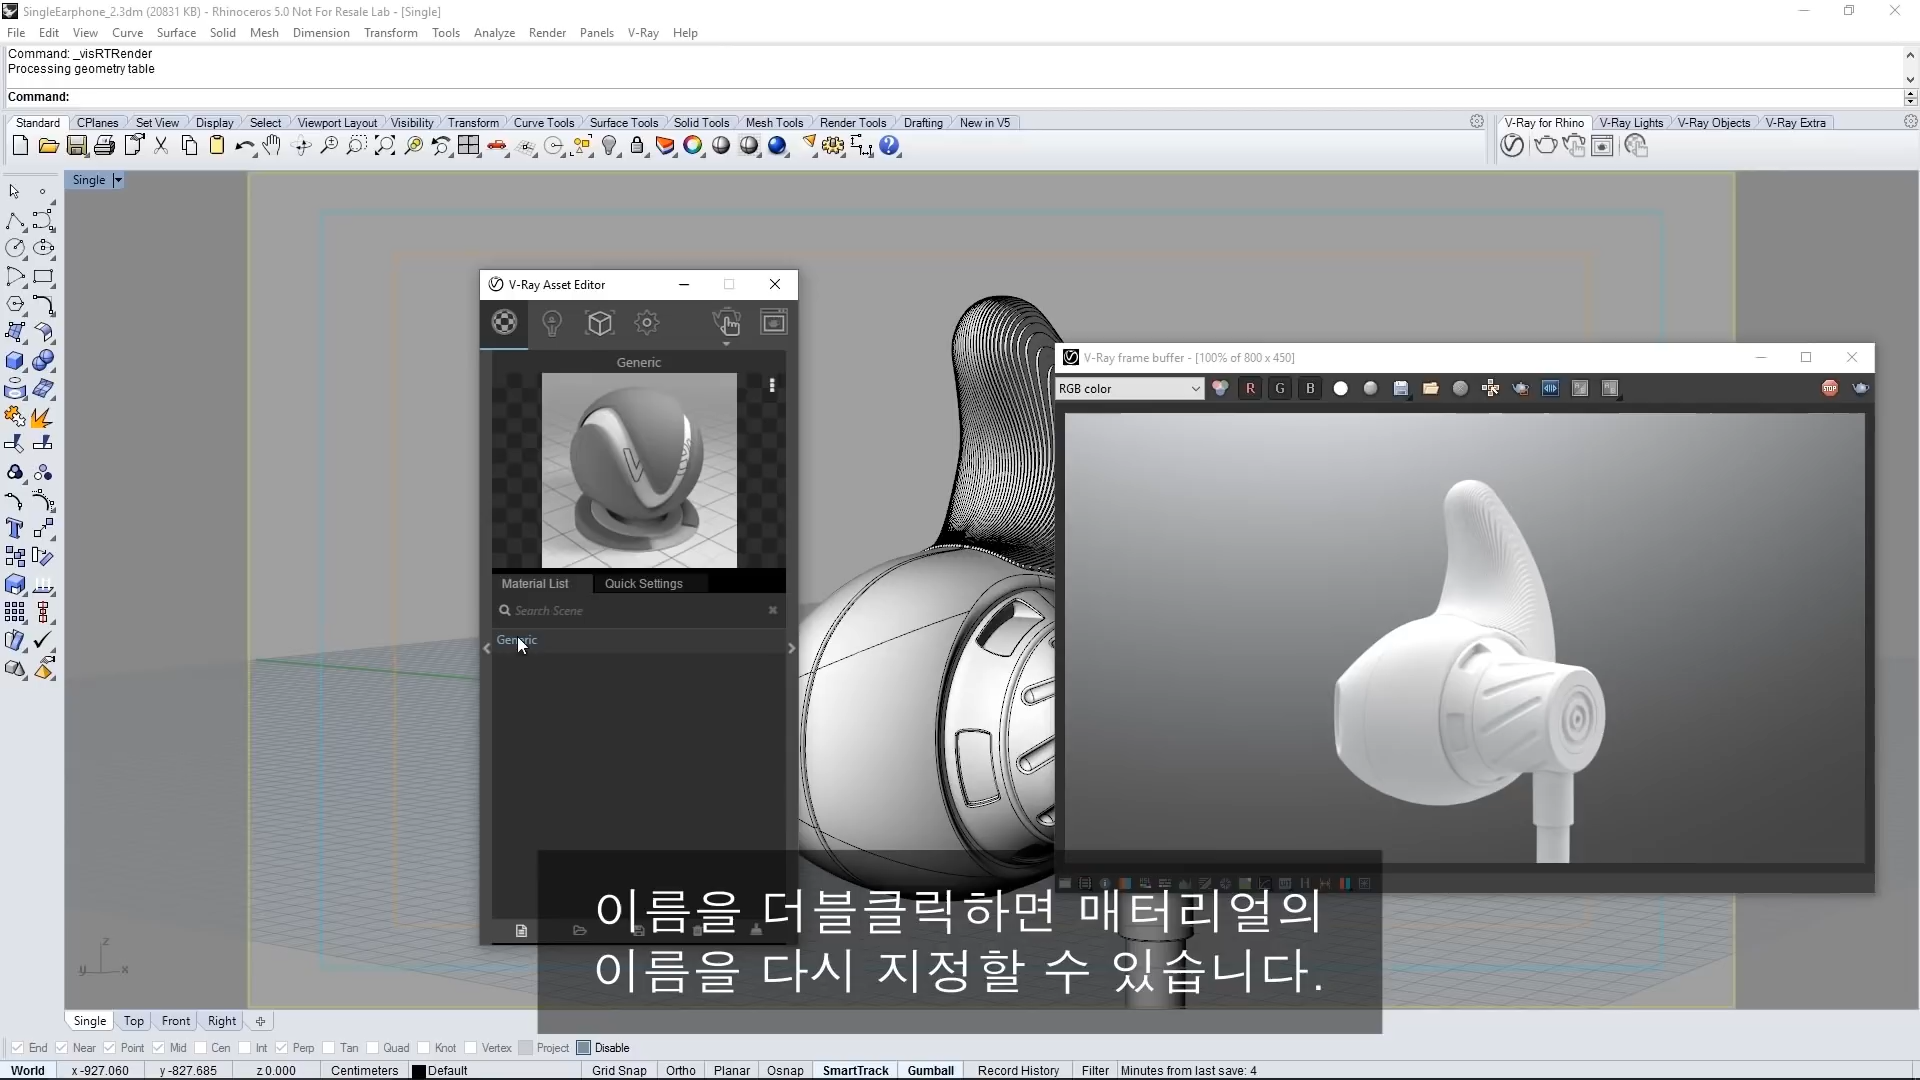 SingleEarphone_2.3dm (20831 KB) - Rhinoceros 5.0 Not For Resale Lab - [Single]
File Edit View Curve Surface Solid Mesh Dimension Transform Tools Analyze Render Panels V-Ray Help
Command: _visRTRender
Processing geometry table
Command:
Standard CPlanes Set View Display Select Viewport Layout Visibility Transform Curve Tools Surface Tools Solid Tools Mesh Tools Render Tools Drafting New in V5 V-Ray for Rhino V-Ray Lights V-Ray Objects V-Ray Extra
Single
V-Ray Asset Editor
Generic
Material List Quick Settings
Search Scene
Generic
V-Ray frame buffer - [100% of 800 x 450]
RGB color R G B STOP
이름을 더블클릭하면 매터리얼의
이름을 다시 지정할 수 있습니다.
z
y x
Single Top Front Right
End Near Point Mid Cen Int Perp Tan Quad Knot Vertex Project Disable
World x -927.060 y -827.685 z 0.000 Centimeters Default Grid Snap Ortho Planar Osnap SmartTrack Gumball Record History Filter Minutes from last save: 4